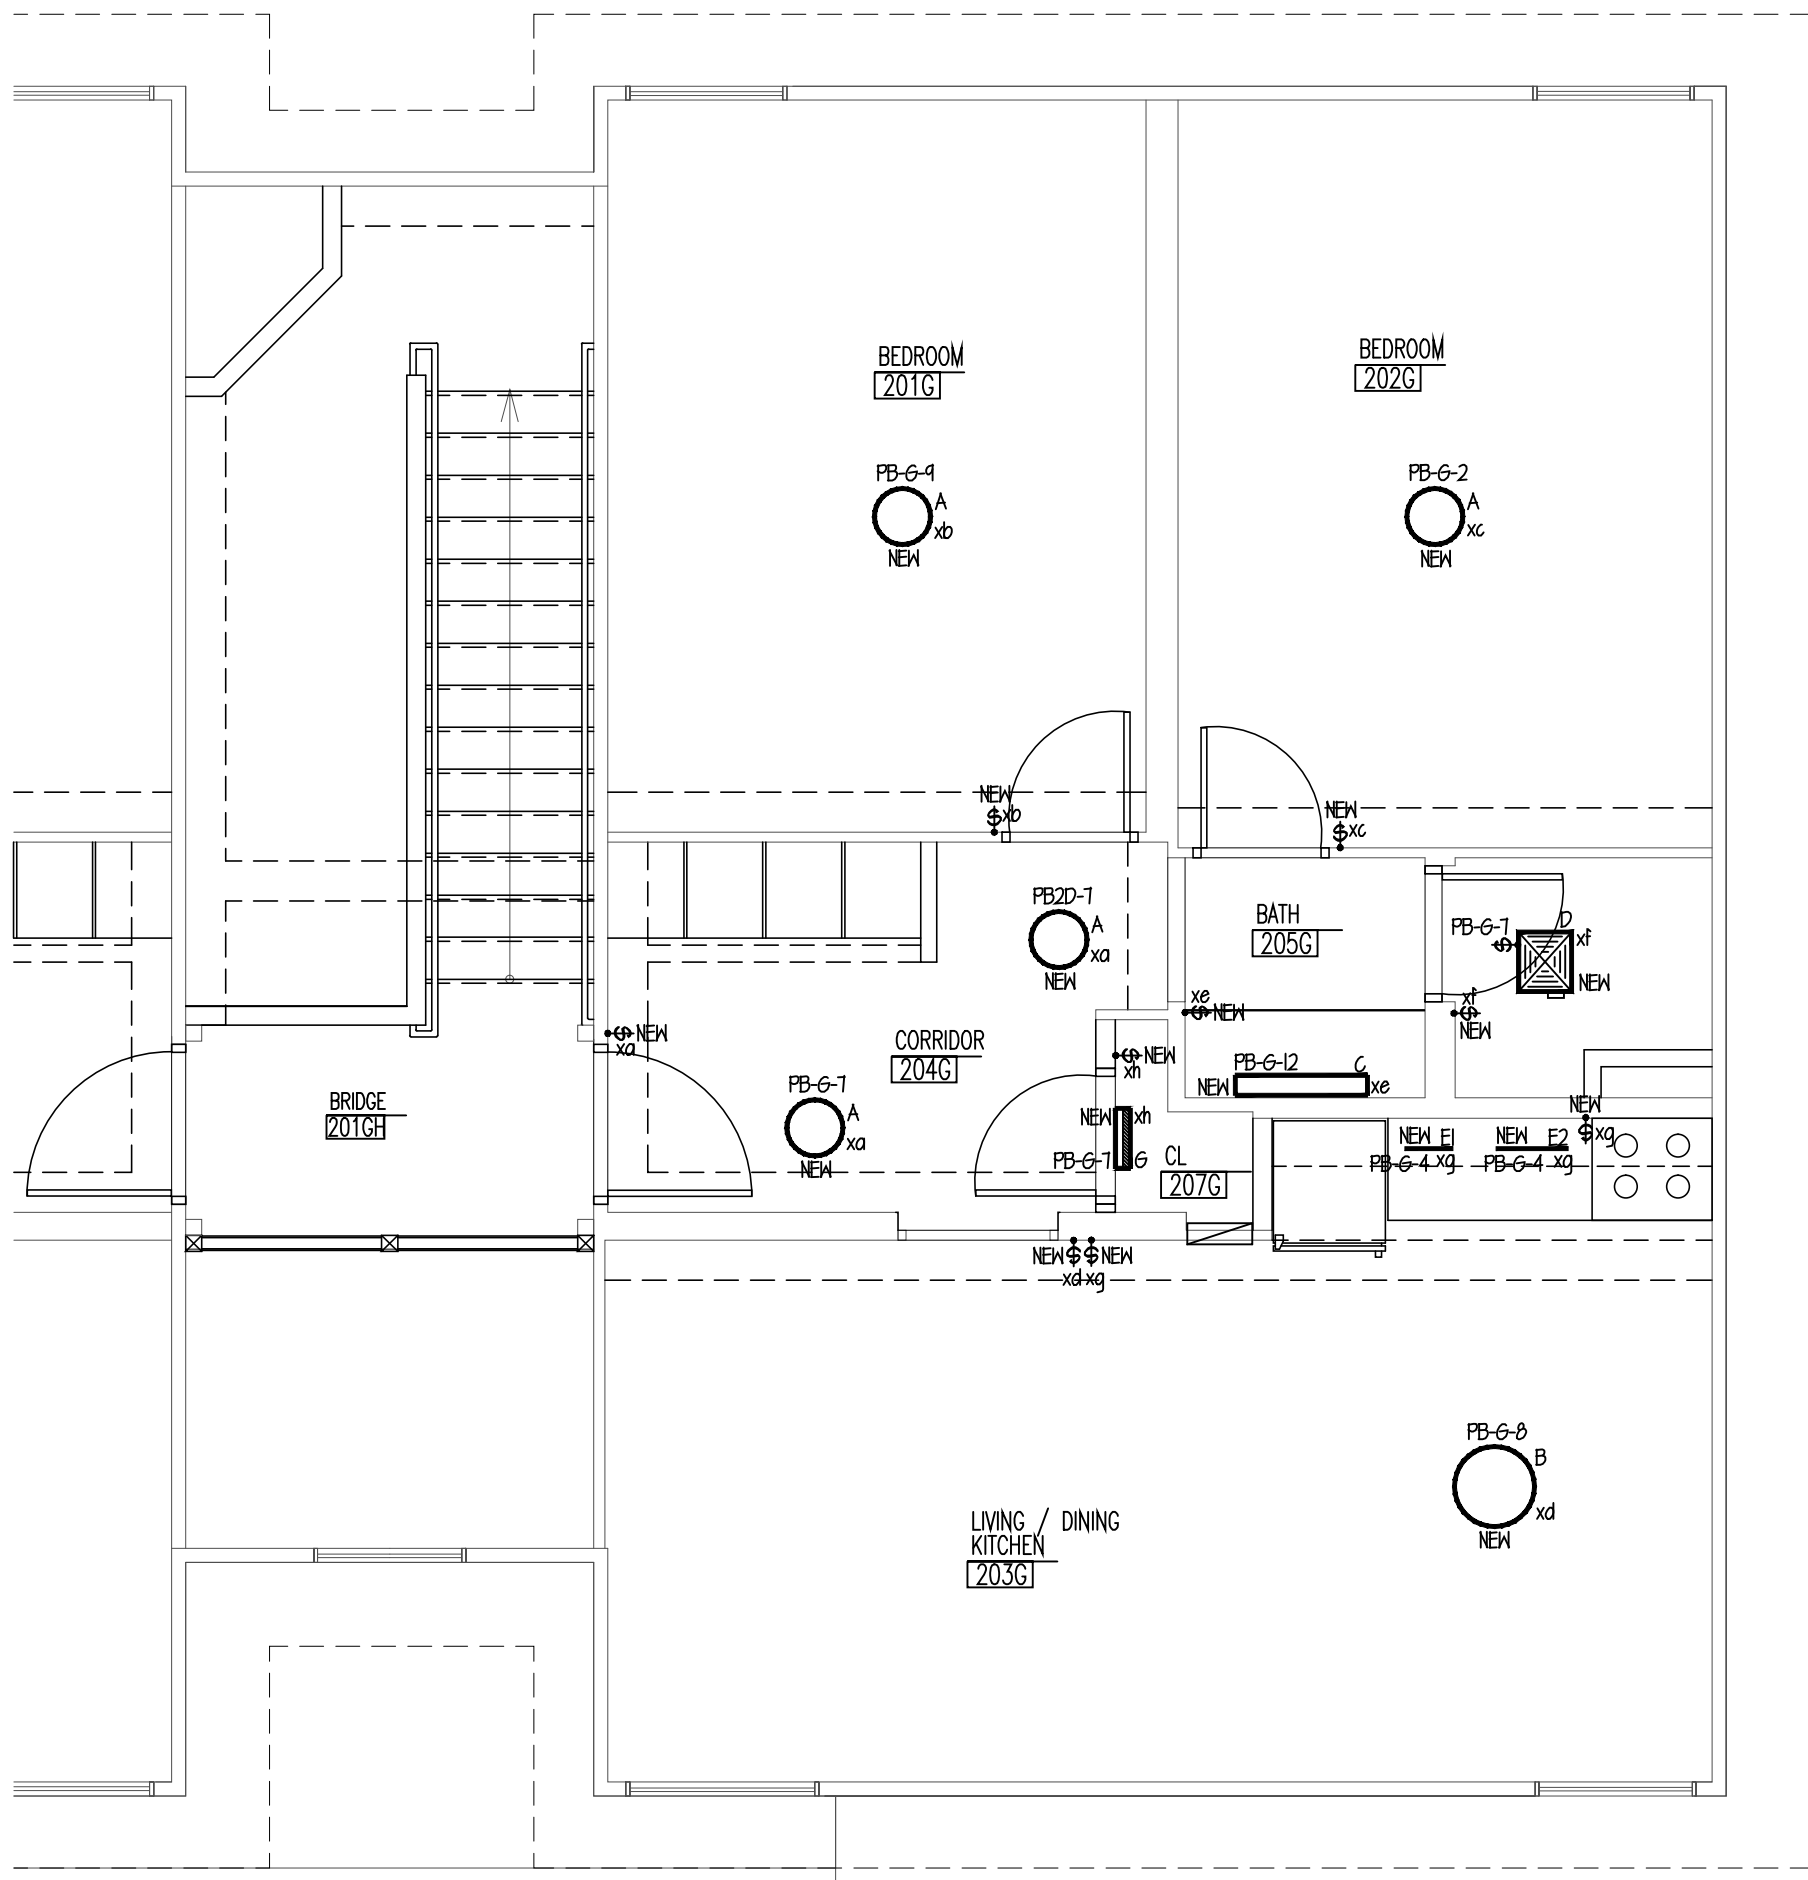 BEDROOM
201G
BEDROOM
202G
PB-G-9
A
xb
NEW
PB-G-2
A
xc
NEW
NEW
$xb
NEW
$xc
PB2D-7
A
xa
NEW
BATH
205G
PB-G-7
D
$
xf
NEW
xe
$ NEW
xf
$
NEW
$ NEW
xa
CORRIDOR
204G
$ NEW
xh
PB-G-12
C
NEW
xe
PB-G-7
A
xa
NEW
BRIDGE
201GH
NEW
xh
PB-G-7
G
CL
207G
NEW
$xg
NEW E1
PB-G-4 xg
NEW E2
PB-G-4 xg
NEW $ $ NEW
xd xg
PB-G-8
B
xd
NEW
LIVING / DINING
KITCHEN
203G